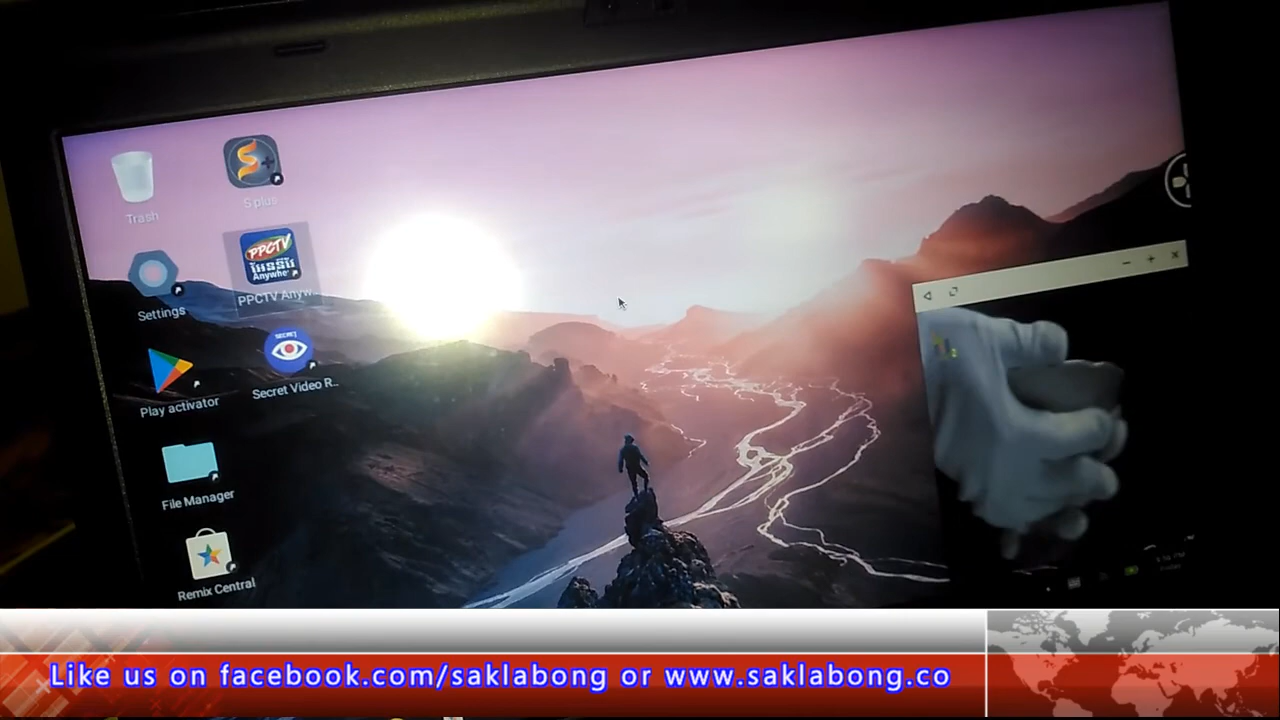 Trash
S plus
PPCTV
Anywhe
Settings
PPCTV Anyw..
SECRET
Play activator
Secret Video R..
File Manager
Remix Central
Like us on facebook.com/saklabong or www.saklabong.co